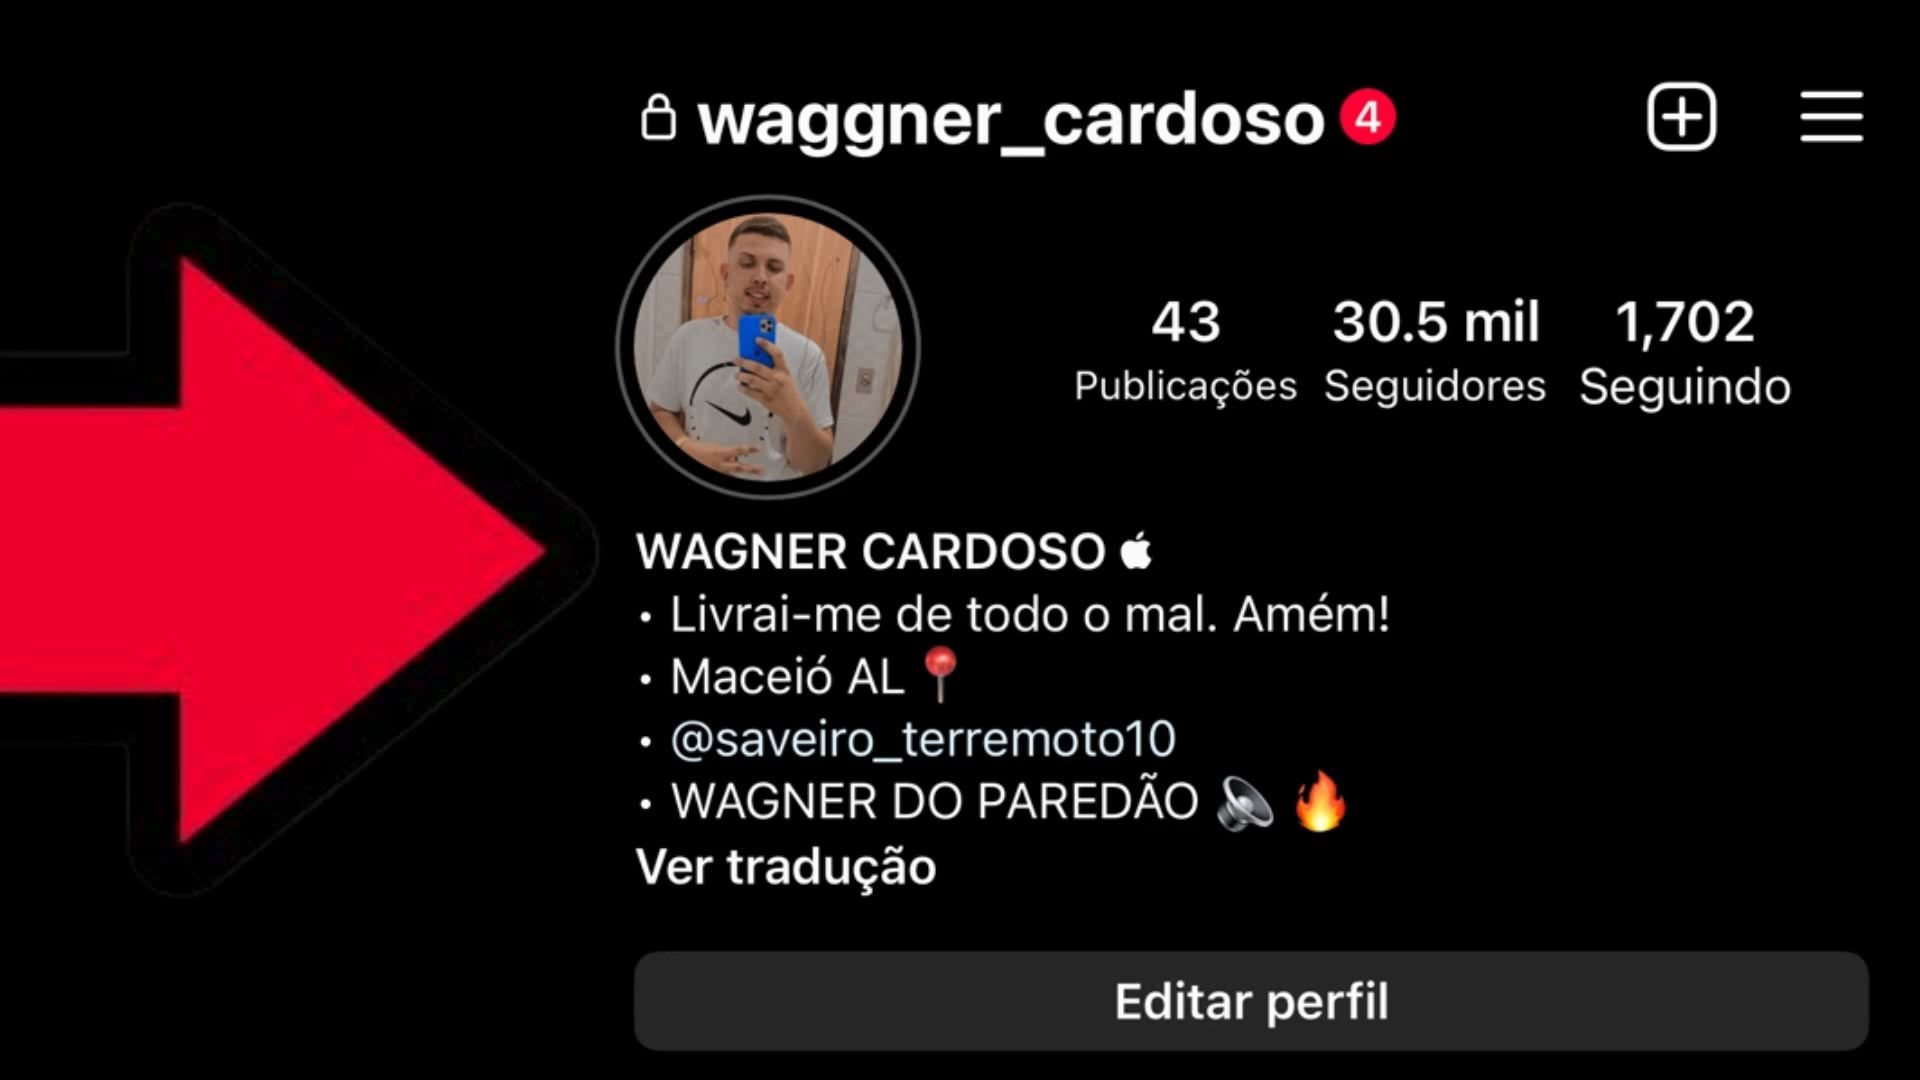 waggner_cardoso 4
43 30.5 mil 1,702
Publicações Seguidores Seguindo
WAGNER CARDOSO 
• Livrai-me de todo o mal. Amém!
• Maceió AL 📍
• @saveiro_terremoto10
• WAGNER DO PAREDÃO 🔈 🔥
Ver tradução
Editar perfil